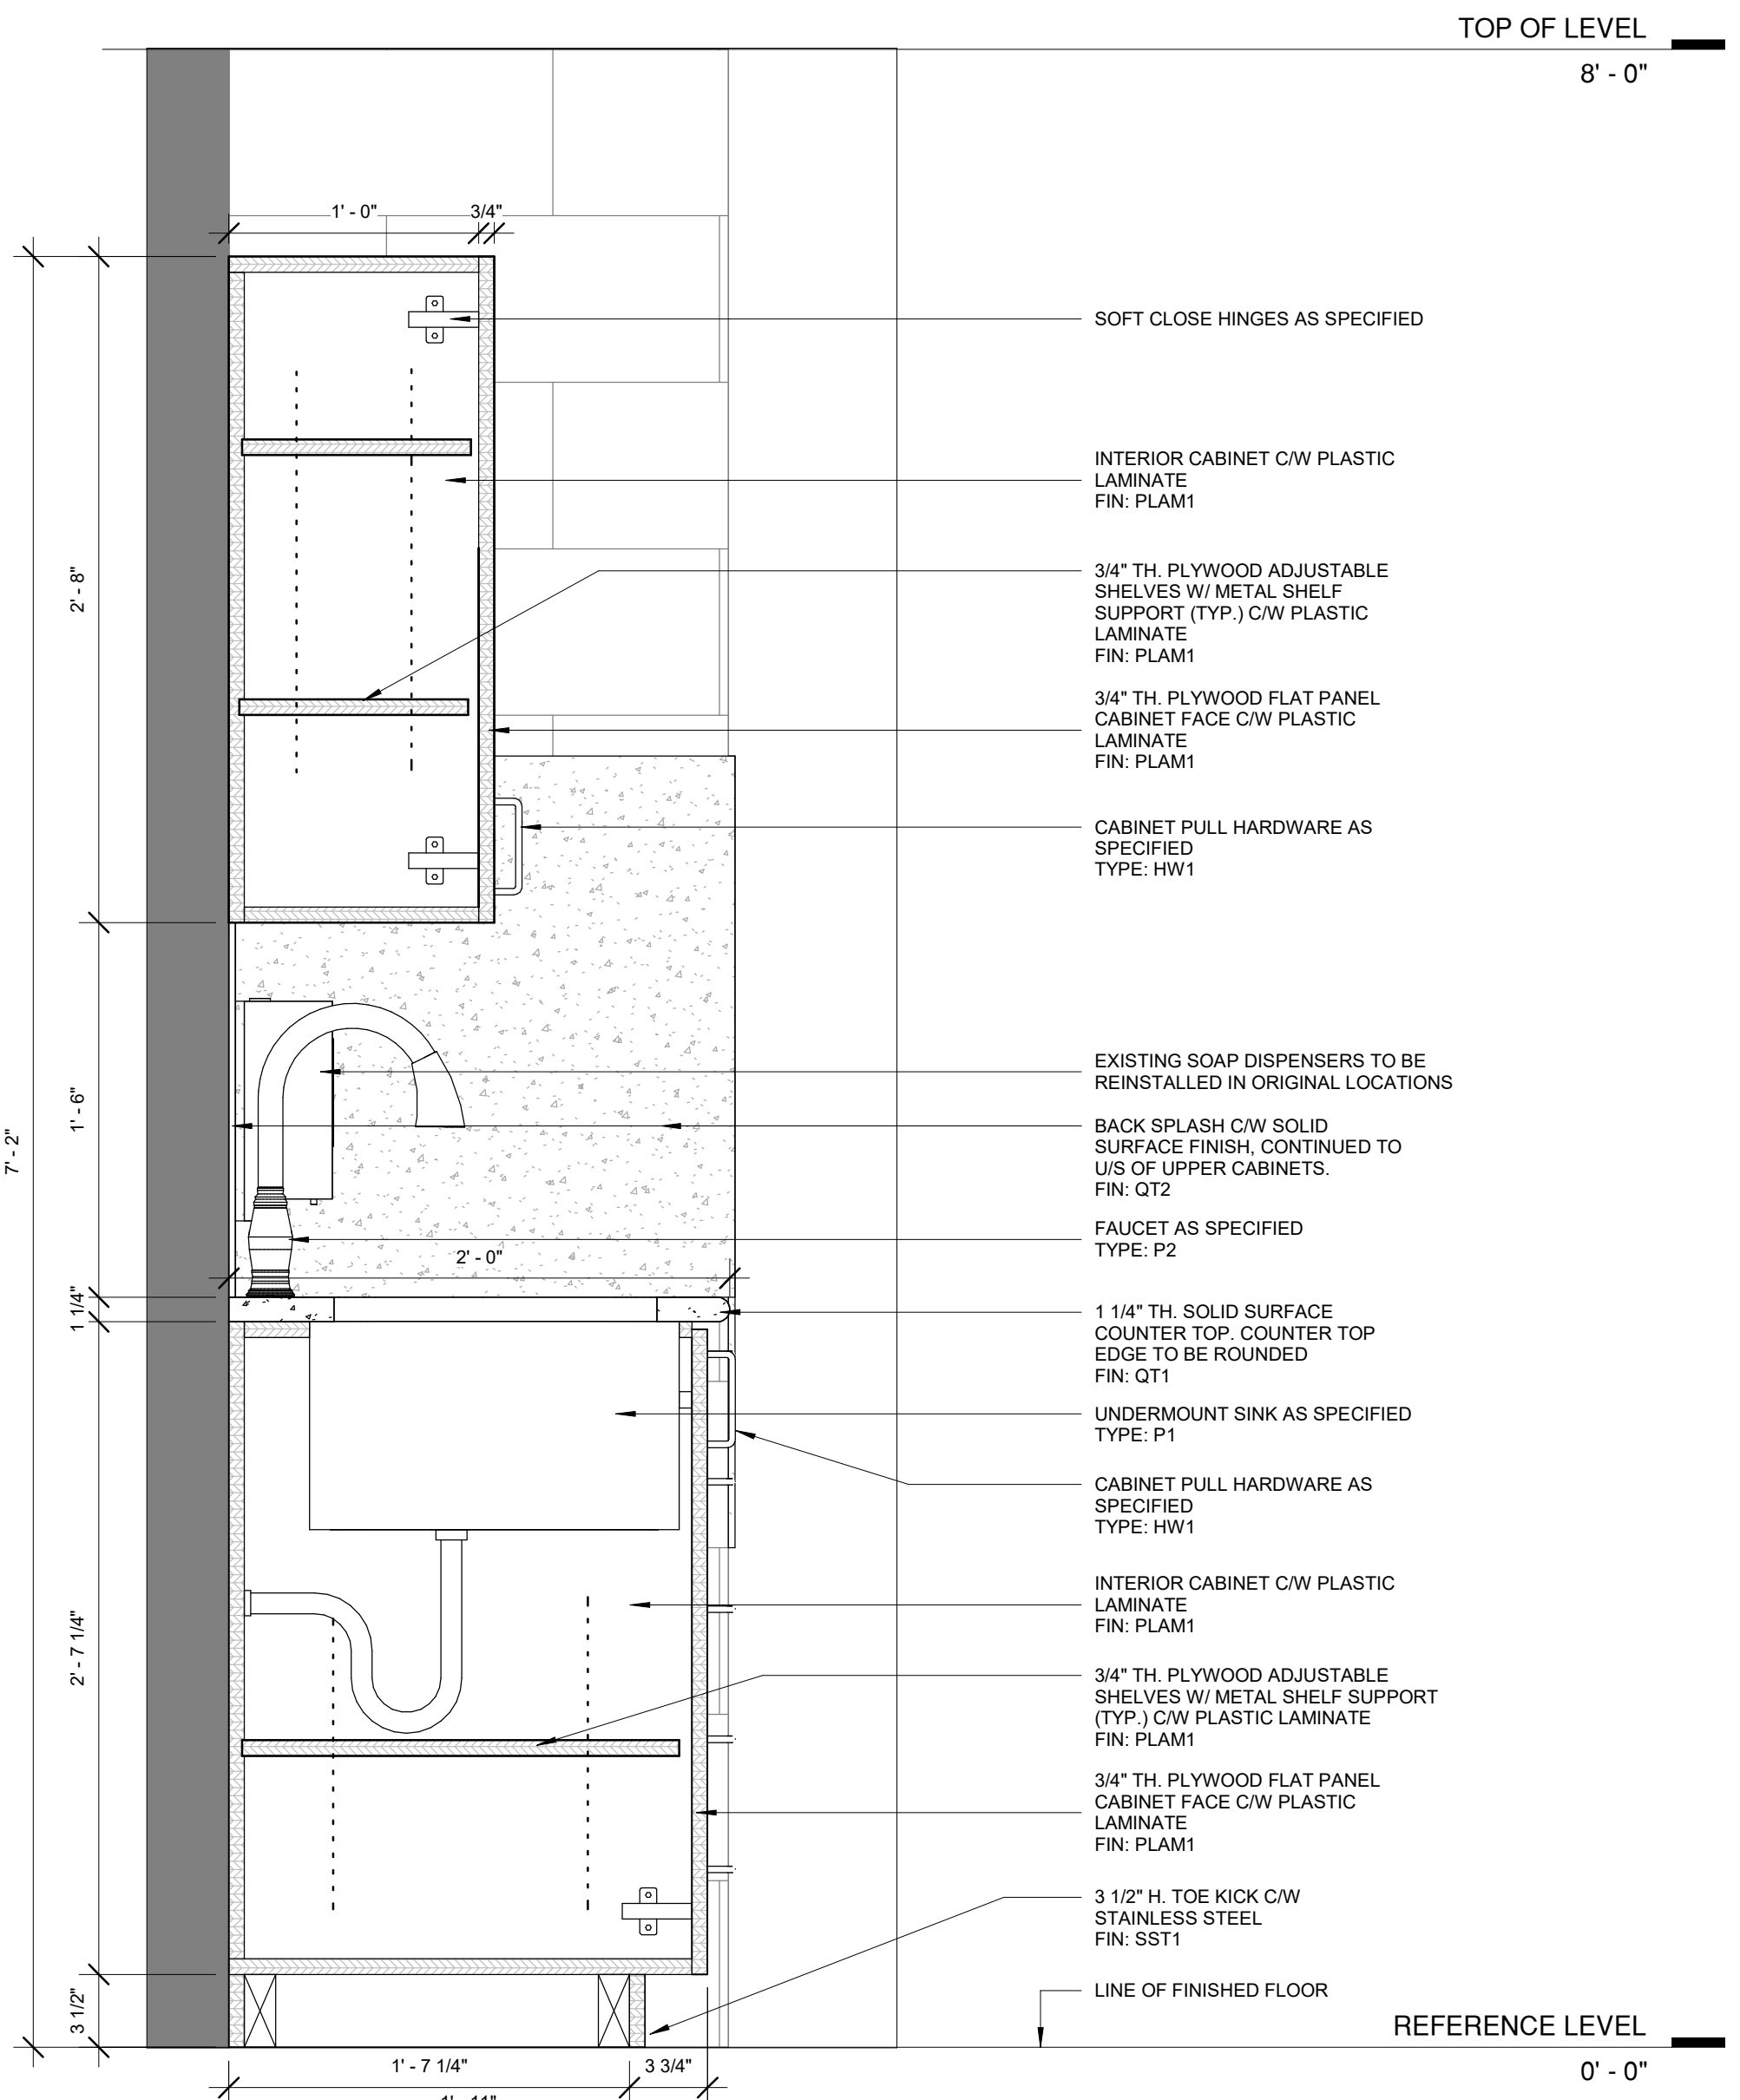 TOP OF LEVEL
8' - 0"
1' - 0"
3/4"
SOFT CLOSE HINGES AS SPECIFIED
INTERIOR CABINET C/W PLASTIC
LAMINATE
FIN: PLAM1
3/4" TH. PLYWOOD ADJUSTABLE
SHELVES W/ METAL SHELF
SUPPORT (TYP.) C/W PLASTIC
LAMINATE
FIN: PLAM1
2' - 8"
3/4" TH. PLYWOOD FLAT PANEL
CABINET FACE C/W PLASTIC
LAMINATE
FIN: PLAM1
CABINET PULL HARDWARE AS
SPECIFIED
TYPE: HW1
EXISTING SOAP DISPENSERS TO BE
REINSTALLED IN ORIGINAL LOCATIONS
1' - 6"
7' - 2"
BACK SPLASH C/W SOLID
SURFACE FINISH, CONTINUED TO
U/S OF UPPER CABINETS.
FIN: QT2
FAUCET AS SPECIFIED
TYPE: P2
2' - 0"
1 1/4"
1 1/4" TH. SOLID SURFACE
COUNTER TOP. COUNTER TOP
EDGE TO BE ROUNDED
FIN: QT1
UNDERMOUNT SINK AS SPECIFIED
TYPE: P1
CABINET PULL HARDWARE AS
SPECIFIED
TYPE: HW1
INTERIOR CABINET C/W PLASTIC
LAMINATE
FIN: PLAM1
2' - 7 1/4"
3/4" TH. PLYWOOD ADJUSTABLE
SHELVES W/ METAL SHELF SUPPORT
(TYP.) C/W PLASTIC LAMINATE
FIN: PLAM1
3/4" TH. PLYWOOD FLAT PANEL
CABINET FACE C/W PLASTIC
LAMINATE
FIN: PLAM1
3 1/2" H. TOE KICK C/W
STAINLESS STEEL
FIN: SST1
3 1/2"
LINE OF FINISHED FLOOR
REFERENCE LEVEL
0' - 0"
1' - 7 1/4"
3 3/4"
1' - 11"